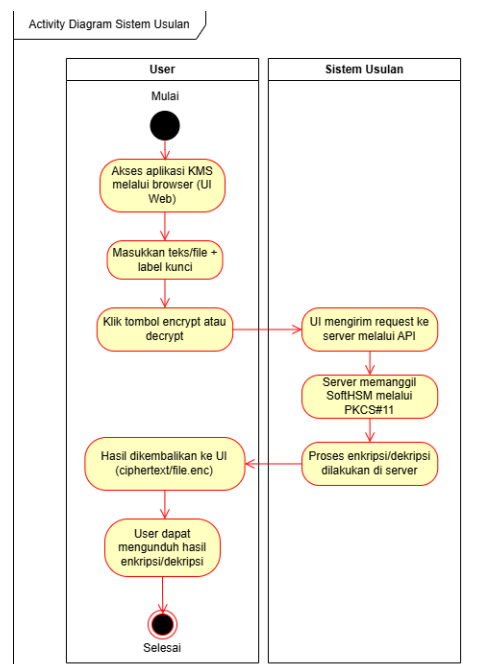 Activity Diagram Sistem Usulan
User
Sistem Usulan
Mulai
Akses aplikasi KMS
melalui browser (UI
Web)
Masukkan teks/file +
label kunci
Klik tombol encrypt atau
decrypt
UI mengirim request ke
server melalui API
Server memanggil
SoftHSM melalui
PKCS#11
Proses enkripsi/dekripsi
dilakukan di server
Hasil dikembalikan ke UI
(ciphertext/file.enc)
User dapat
mengunduh hasil
enkripsi/dekripsi
Selesai